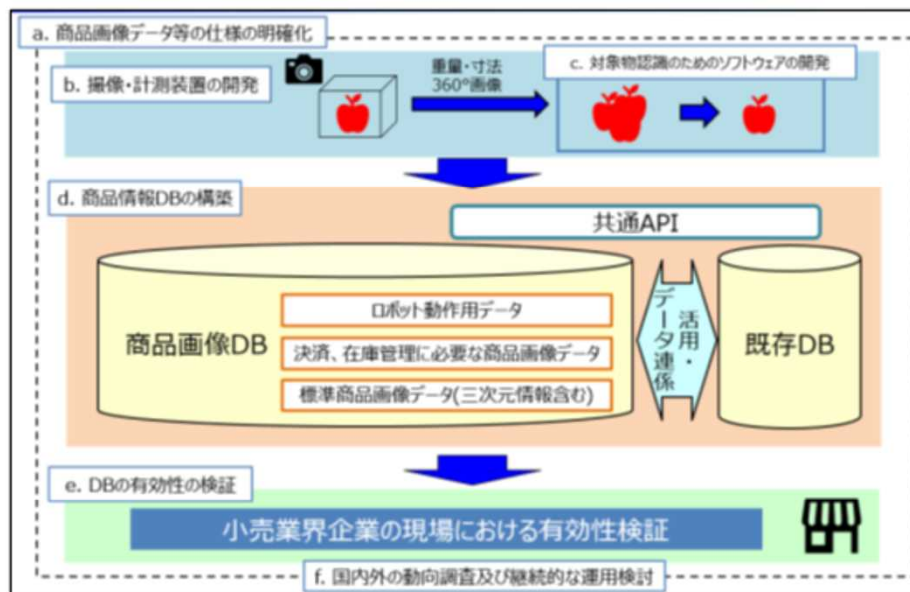 a. 商品画像データ等の仕様の明確化
b. 撮像・計測装置の開発
重量・寸法
360°画像
c. 対象物認識のためのソフトウェアの開発
d. 商品情報DBの構築
共通API
商品画像DB
ロボット動作用データ
決済、在庫管理に必要な商品画像データ
標準商品画像データ(三次元情報含む)
活用・
データ連係
既存DB
e. DBの有効性の検証
小売業界企業の現場における有効性検証
f. 国内外の動向調査及び継続的な運用検討